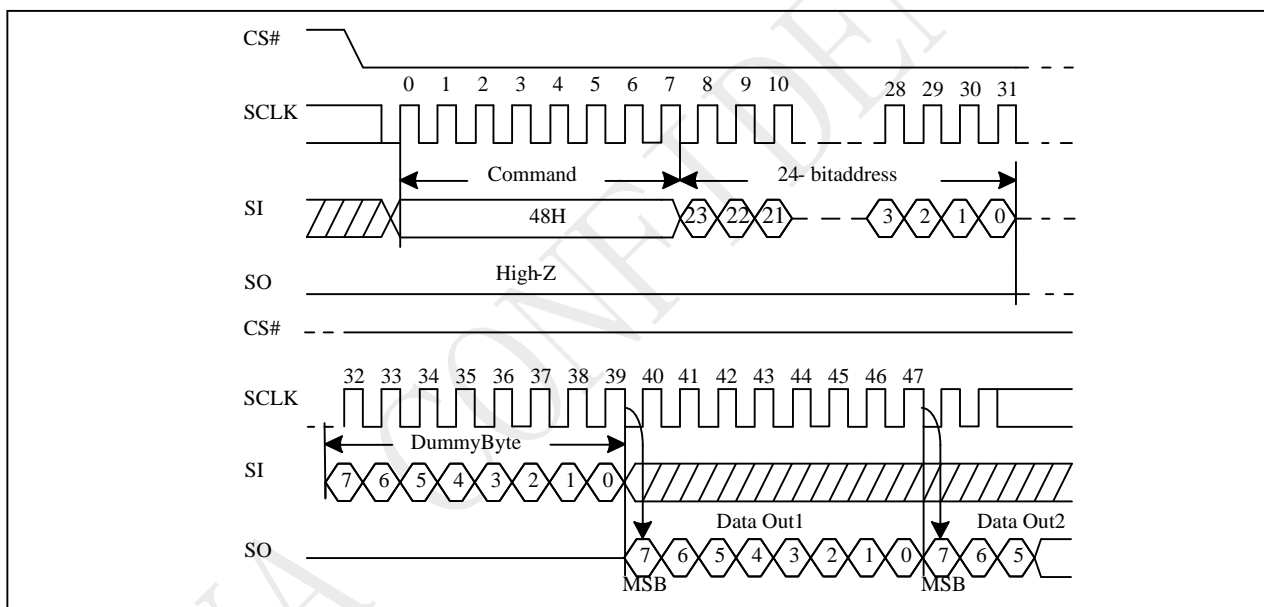 CS#
0 1 2 3 4 5 6 7 8 9 10 28 29 30 31
SCLK
Command 24- bitaddress
SI 48H 23 22 21 3 2 1 0
High-Z
SO
CS#
32 33 34 35 36 37 38 39 40 41 42 43 44 45 46 47
SCLK
DummyByte
SI 7 6 5 4 3 2 1 0
Data Out1 Data Out2
SO 7 6 5 4 3 2 1 0 7 6 5
MSB MSB